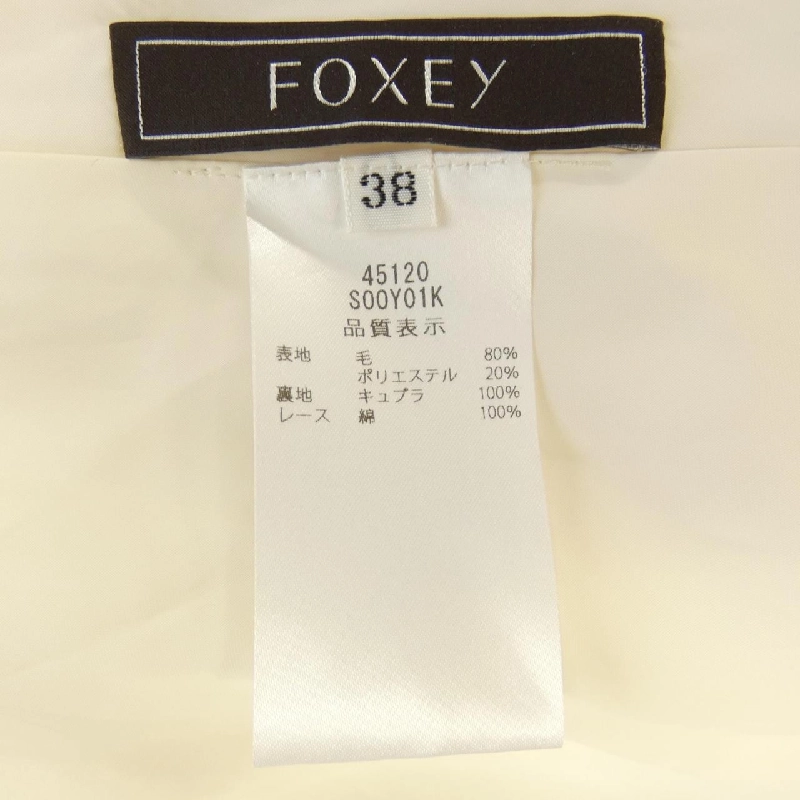 FOXEY
38
45120
S00Y01K
品質表示
表地 毛 80%
ポリエステル 20%
裏地 キュプラ 100%
レース 綿 100%